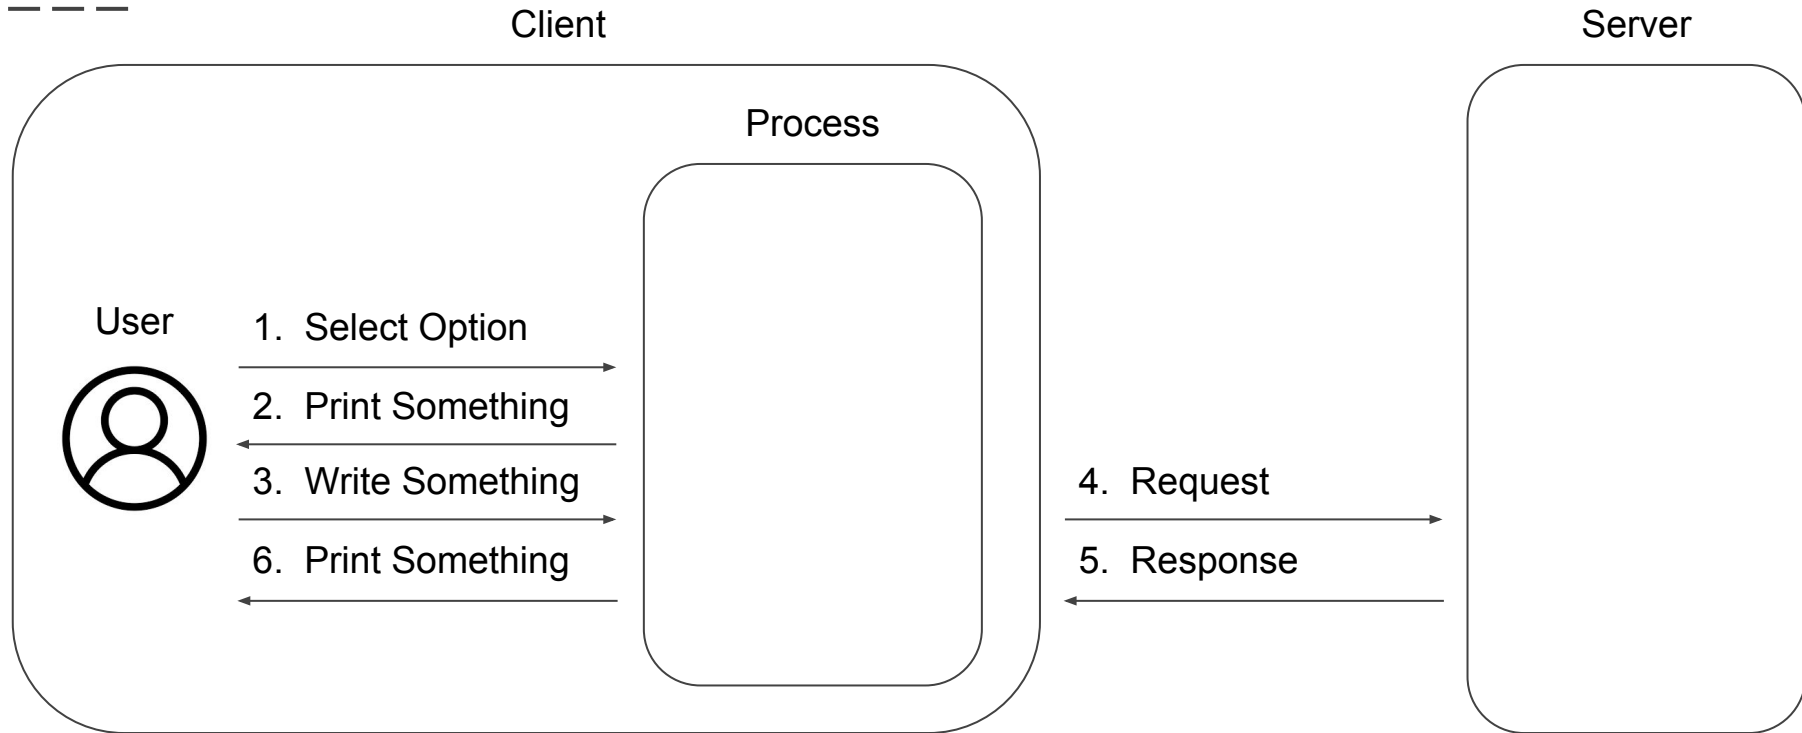 Client
Server
Process
User
1. Select Option
2. Print Something
3. Write Something
4. Request
6. Print Something
5. Response